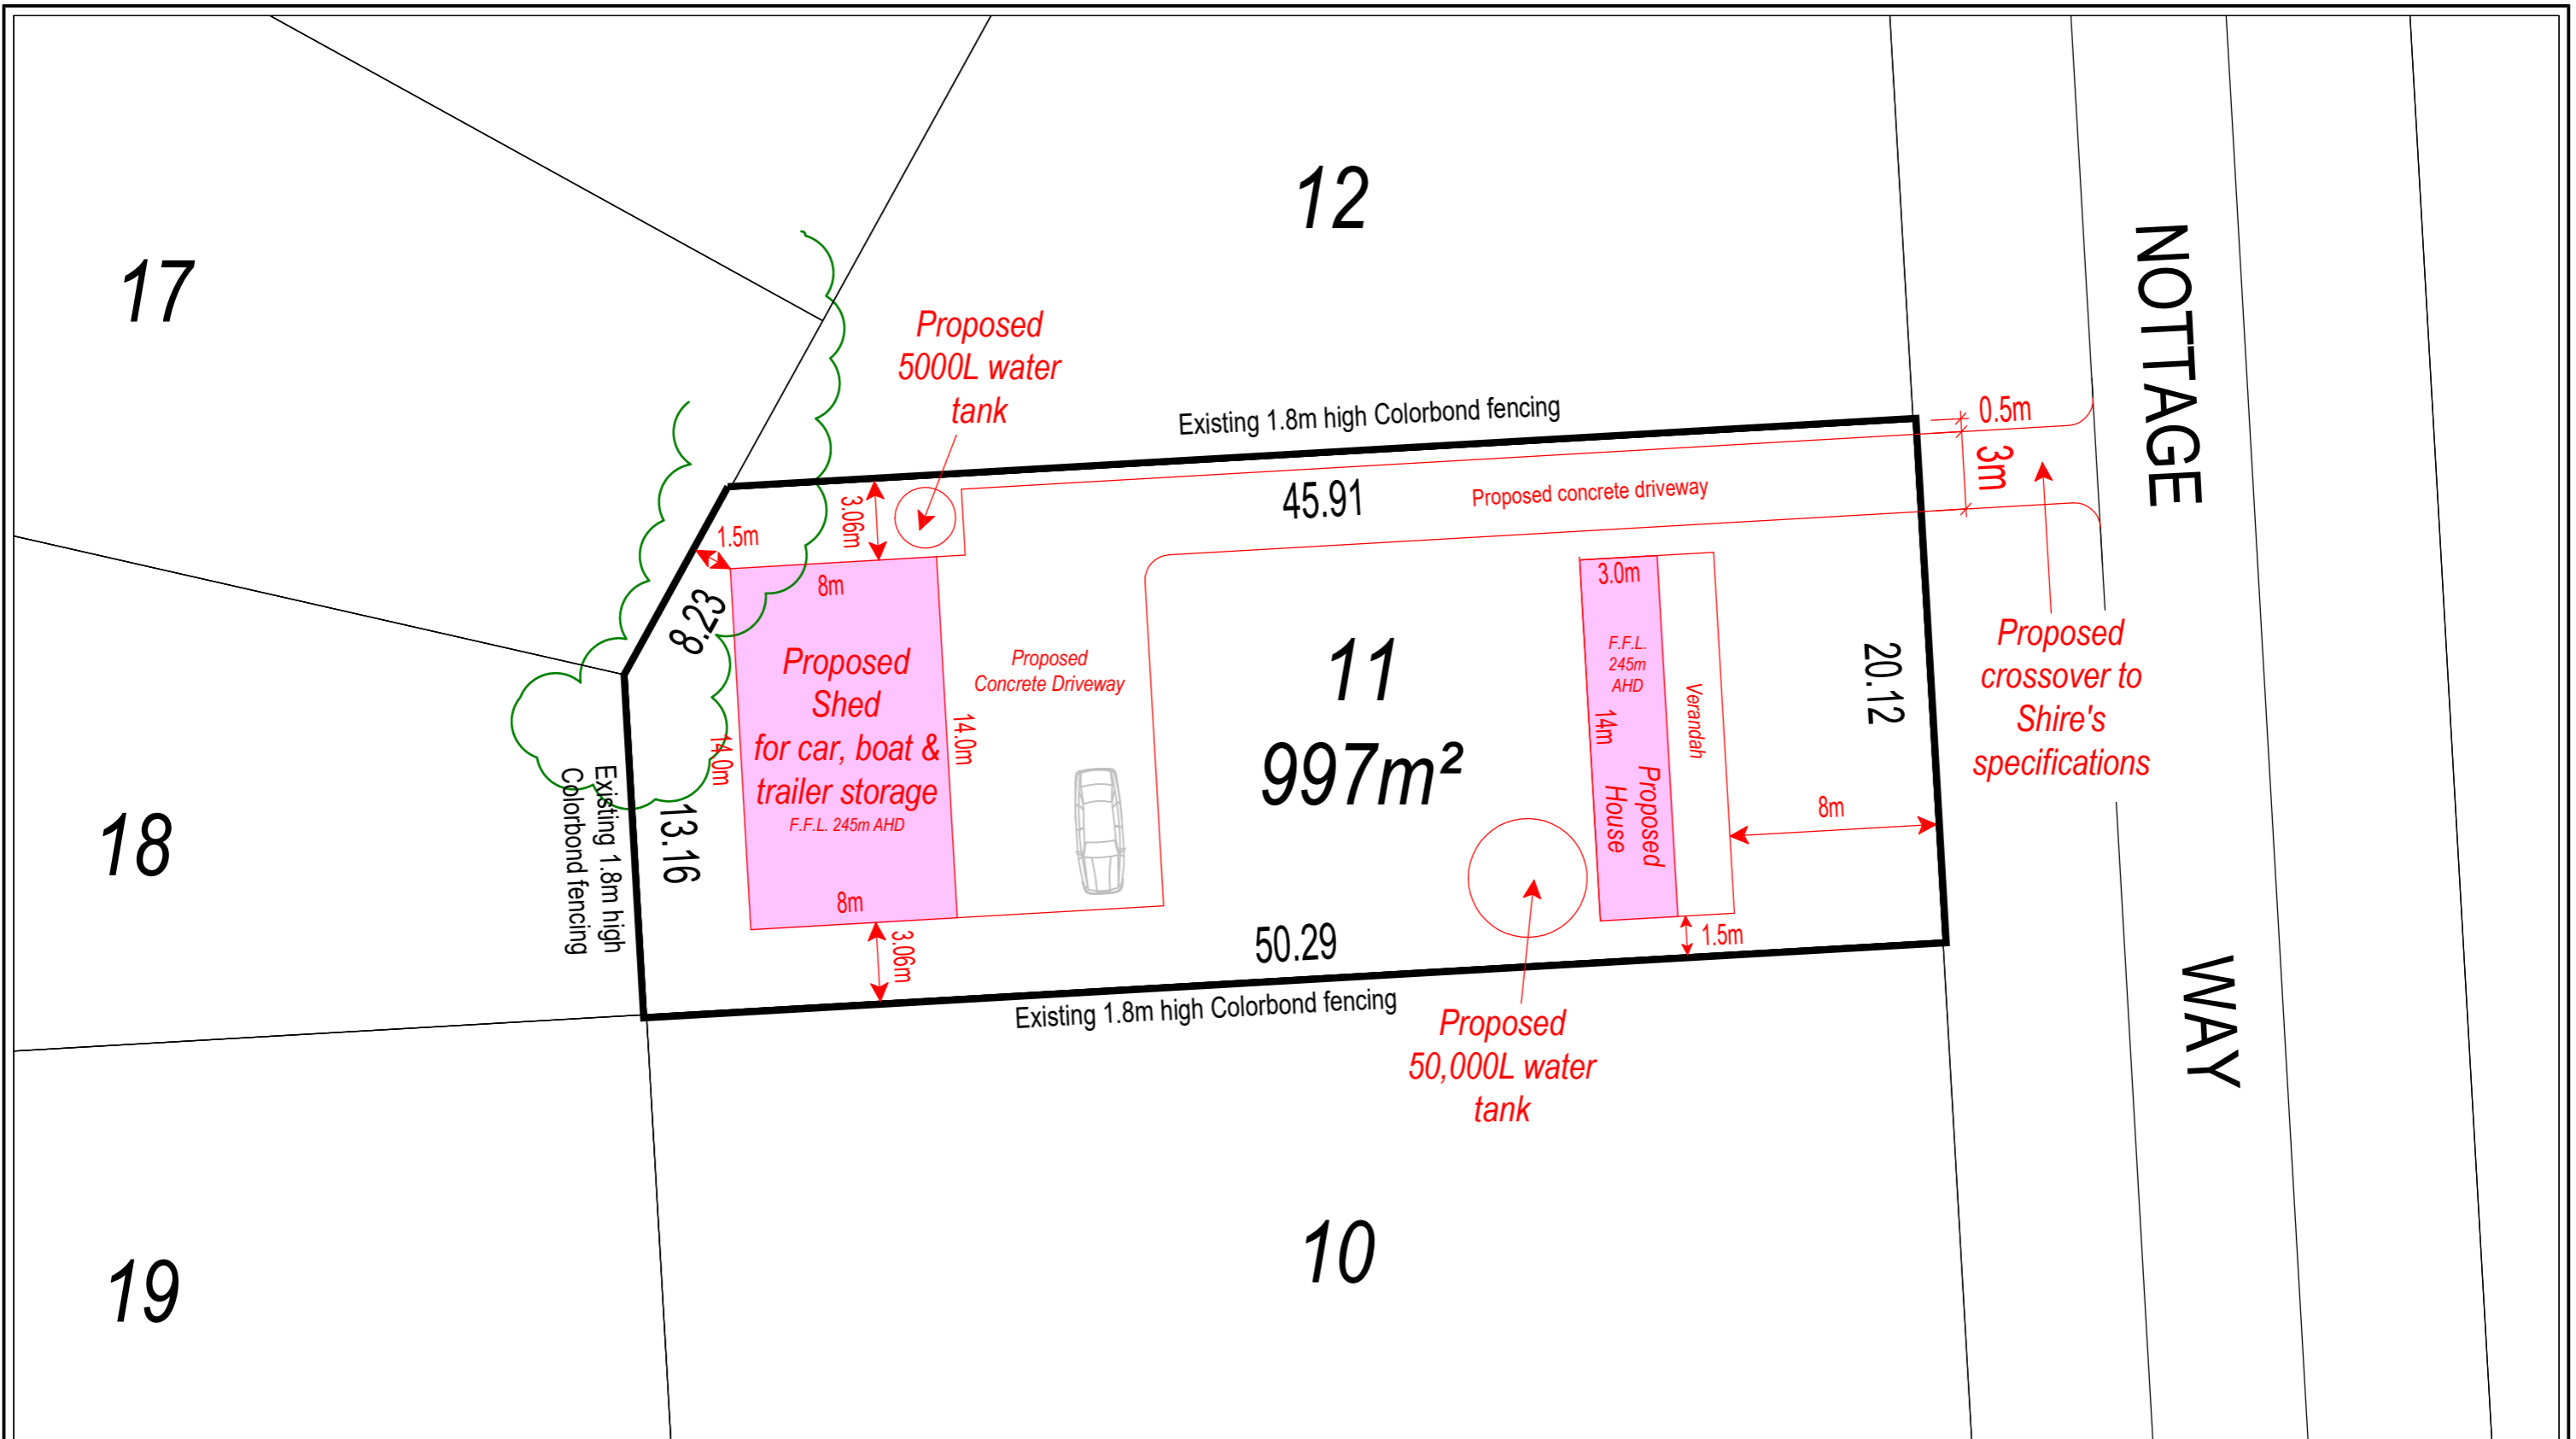 12
17
NOTTAGE
WAY
Proposed
5000L water
tank
Existing 1.8m high Colorbond fencing
0.5m
3m
45.91
Proposed concrete driveway
3.06m
1.5m
8m
3.0m
8.23
Proposed
Shed
for car, boat &
trailer storage
F.F.L. 245m AHD
14.0m
14.0m
8m
Proposed
Concrete Driveway
11
997m²
F.F.L.
245m
AHD
14m
Proposed
House
Verandah
20.12
8m
Proposed
crossover to
Shire's
specifications
18
Existing 1.8m high
Colorbond fencing
13.16
3.06m
50.29
1.5m
Existing 1.8m high Colorbond fencing
Proposed
50,000L water
tank
10
19